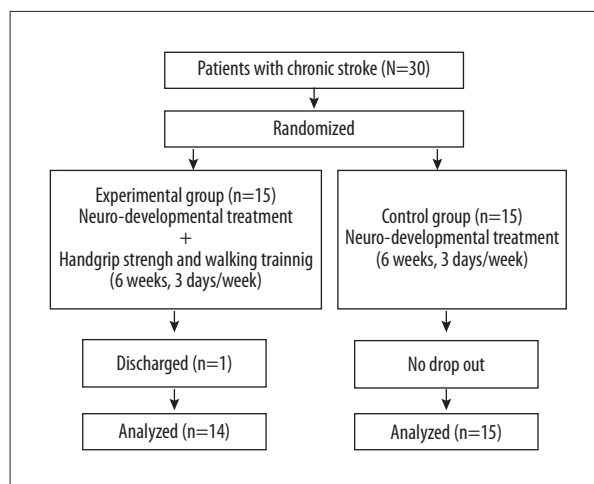 Patients with chronic stroke (N=30)
Randomized
Experimental group (n=15)
Neuro-developmental treatment
+
Handgrip strengh and walking trainnig
(6 weeks, 3 days/week)
Control group (n=15)
Neuro-developmental treatment
(6 weeks, 3 days/week)
Discharged (n=1)
No drop out
Analyzed (n=14)
Analyzed (n=15)